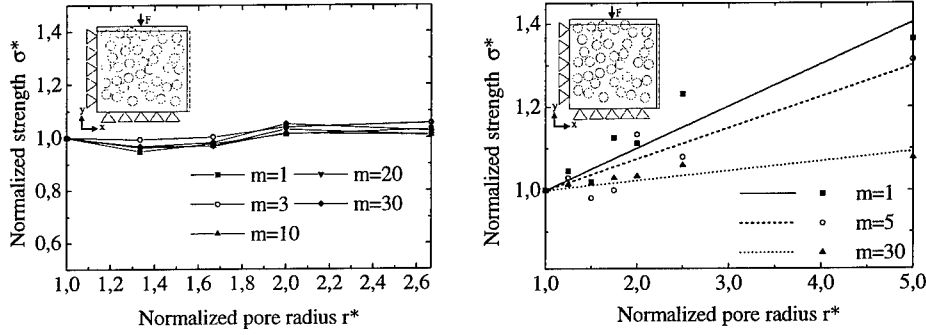 F
y
x
Normalized strength σ*
1,4
1,2
1,0
0,8
0,6
m=1
m=20
m=3
m=30
m=10
1,0 1,2 1,4 1,6 1,8 2,0 2,2 2,4 2,6
Normalized pore radius r*
F
y
x
Normalized strength σ*
1,4
1,2
1,0
m=1
m=5
m=30
1,0 2,0 3,0 4,0 5,0
Normalized pore radius r*